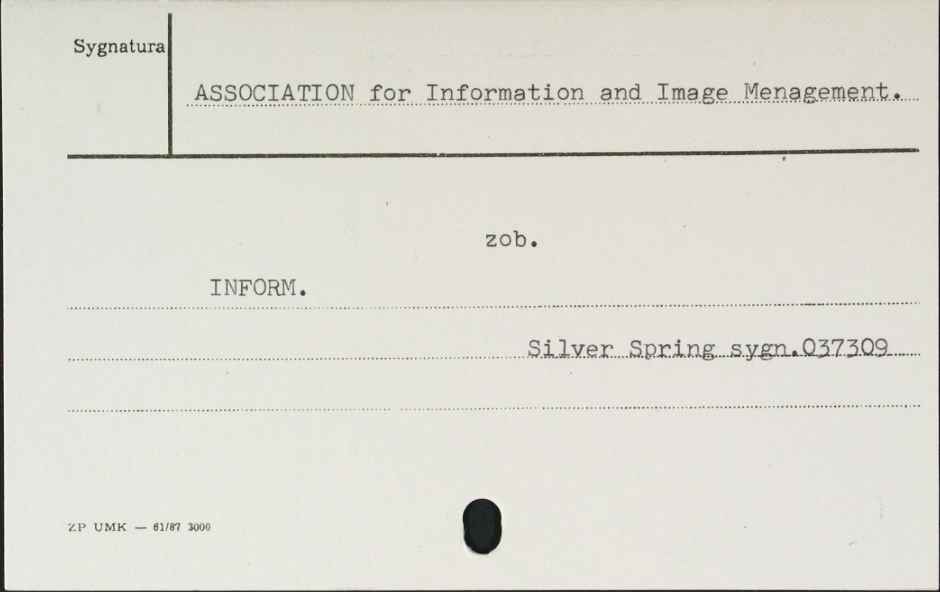 Sygnatura
ASSOCIATION for Information and Image Menagement.
zob.
INFORM.
Silver Spring sygn.037309
ZP UMK — 61/87 3000